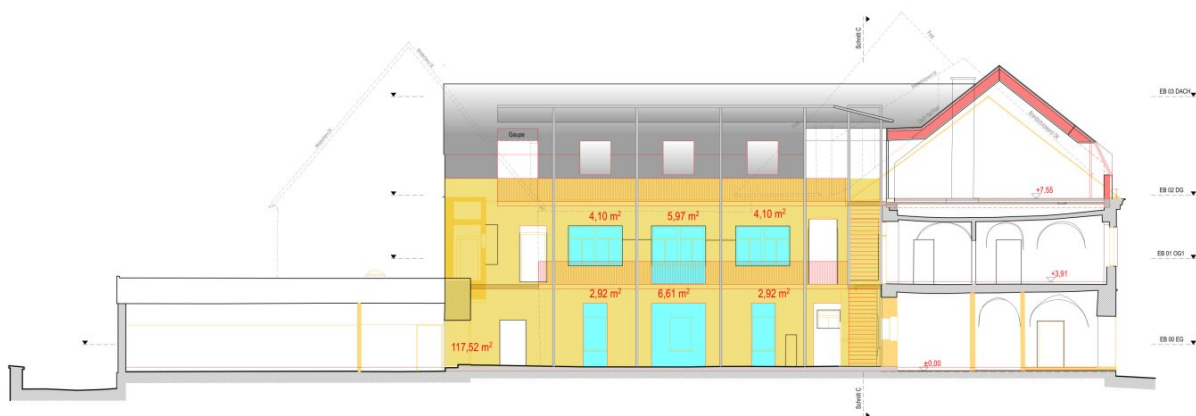 Schnitt C
First
EB 03 DACH
Gaupe
+7,55
EB 02 DG
4,10 m²
5,97 m²
4,10 m²
EB 01 OG1
+3,91
2,92 m²
6,61 m²
2,92 m²
EB 00 EG
117,52 m²
±0,00
Schnitt C